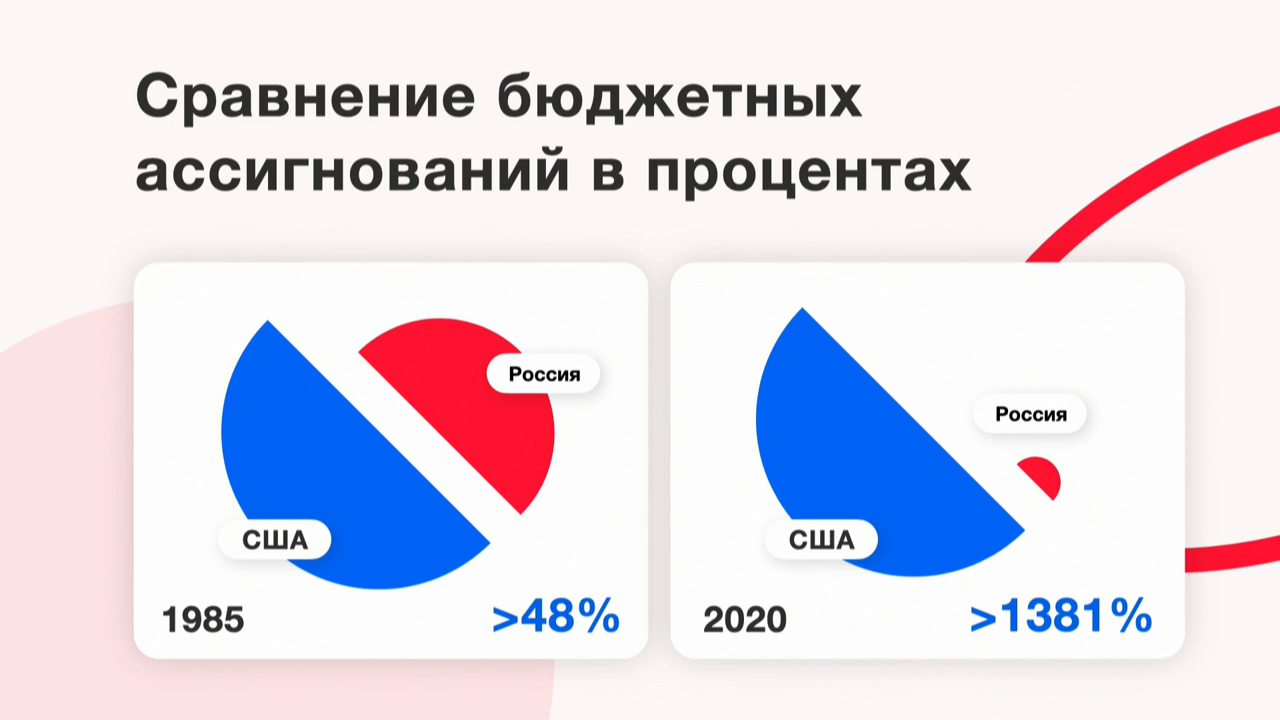 Сравнение бюджетных
ассигнований в процентах
Россия
США
1985
>48%
Россия
США
2020
>1381%